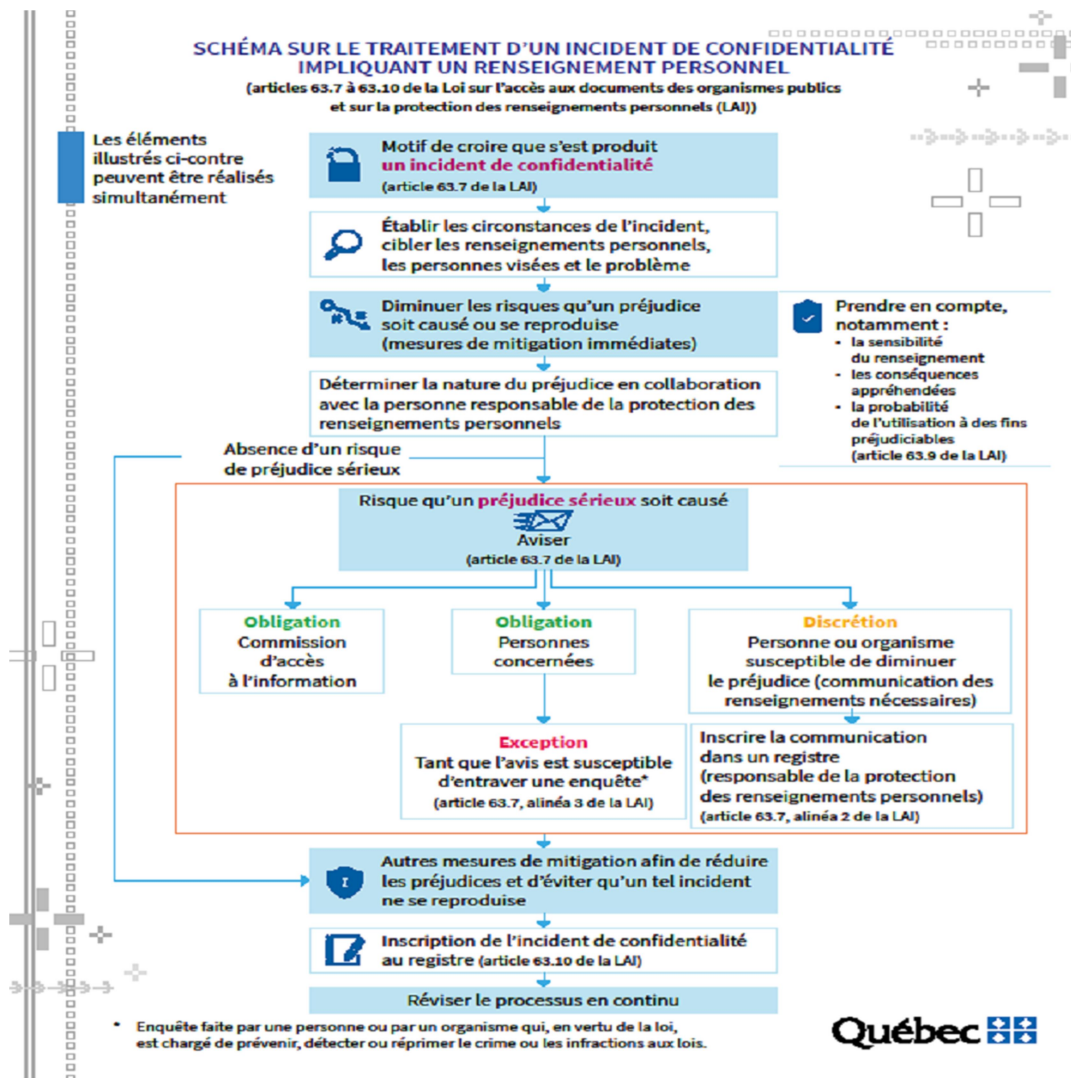 SCHÉMA SUR LE TRAITEMENT D'UN INCIDENT DE CONFIDENTIALITÉ
IMPLIQUANT UN RENSEIGNEMENT PERSONNEL
(articles 63.7 à 63.10 de la Loi sur l'accès aux documents des organismes publics
et sur la protection des renseignements personnels (LAI))
Les éléments
illustrés ci-contre
peuvent être réalisés
simultanément
Motif de croire que s'est produit
un incident de confidentialité
(article 63.7 de la LAI)
Établir les circonstances de l'incident,
cibler les renseignements personnels,
les personnes visées et le problème
Diminuer les risques qu'un préjudice
soit causé ou se reproduise
(mesures de mitigation immédiates)
Prendre en compte,
notamment :
• la sensibilité
du renseignement
• les conséquences
appréhendées
• la probabilité
de l'utilisation à des fins
préjudiciables
(article 63.9 de la LAI)
Déterminer la nature du préjudice en collaboration
avec la personne responsable de la protection des
renseignements personnels
Absence d'un risque
de préjudice sérieux
Risque qu'un préjudice sérieux soit causé
Aviser
(article 63.7 de la LAI)
Obligation
Commission
d'accès
à l'information
Obligation
Personnes
concernées
Discrétion
Personne ou organisme
susceptible de diminuer
le préjudice (communication des
renseignements nécessaires)
Exception
Tant que l'avis est susceptible
d'entraver une enquête*
(article 63.7, alinéa 3 de la LAI)
Inscrire la communication
dans un registre
(responsable de la protection
des renseignements personnels)
(article 63.7, alinéa 2 de la LAI)
Autres mesures de mitigation afin de réduire
les préjudices et d'éviter qu'un tel incident
ne se reproduise
Inscription de l'incident de confidentialité
au registre (article 63.10 de la LAI)
Réviser le processus en continu
* Enquête faite par une personne ou par un organisme qui, en vertu de la loi,
est chargé de prévenir, détecter ou réprimer le crime ou les infractions aux lois.
Québec